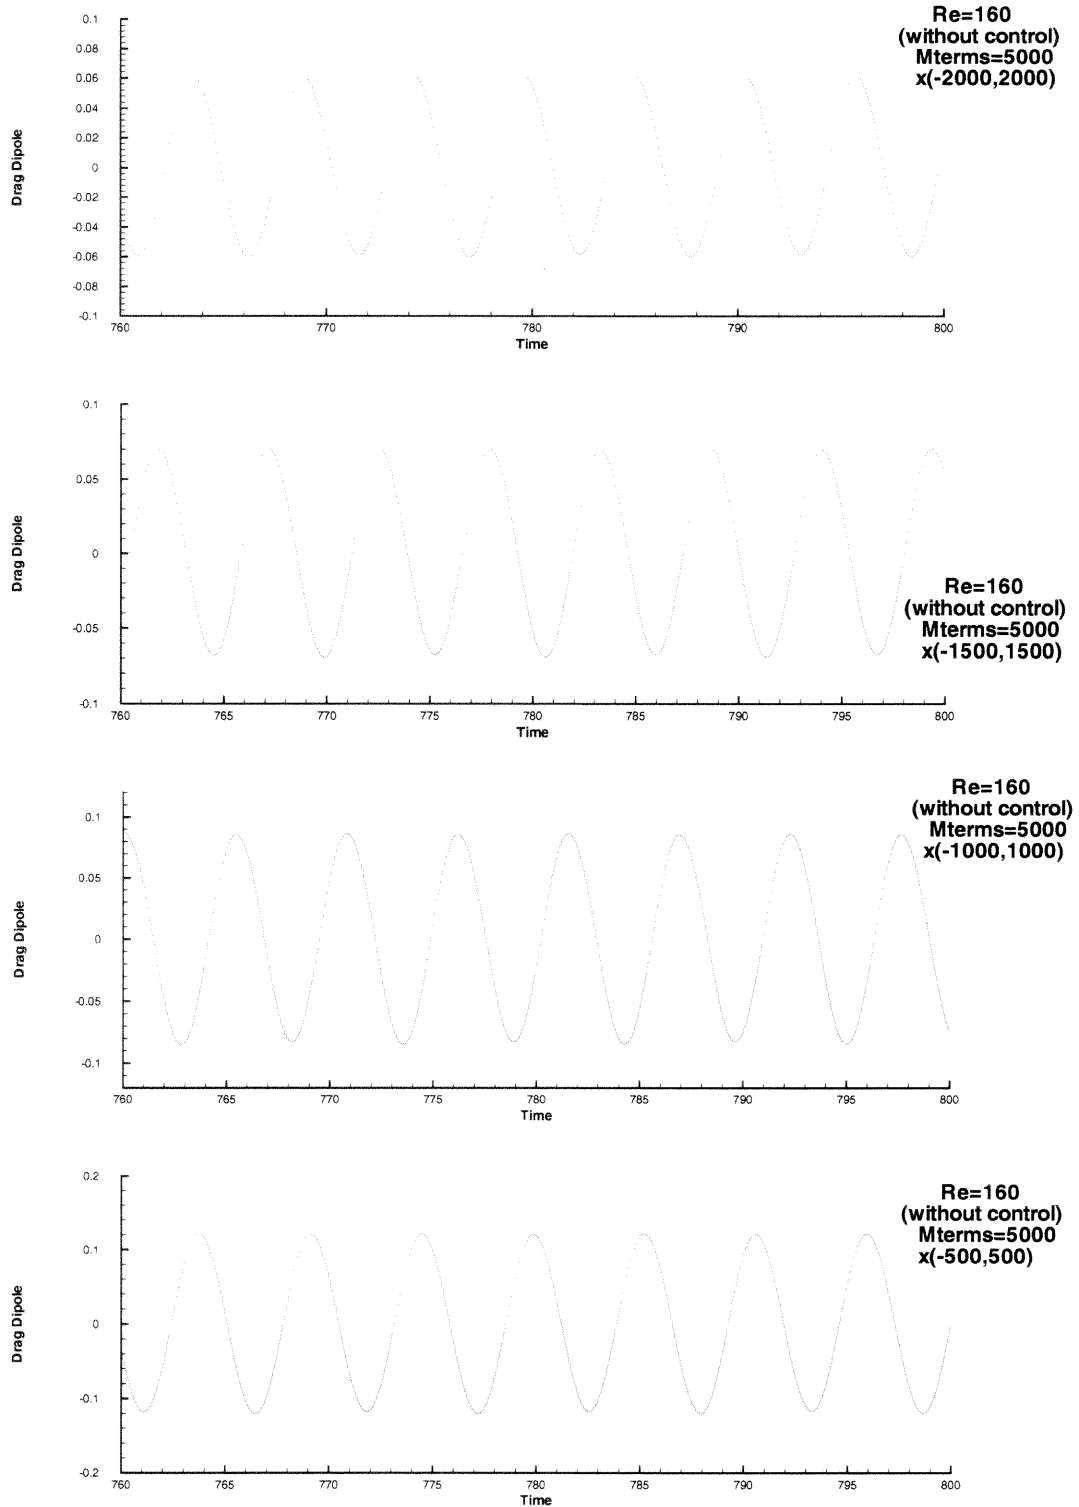 Re=160
(without control)
Mterms=5000
x(-2000,2000)
0.1
0.08
0.06
0.04
0.02
0
-0.02
-0.04
-0.06
-0.08
-0.1
Drag Dipole
760 770 780 790 800
Time
0.1
0.05
0
-0.05
-0.1
Drag Dipole
Re=160
(without control)
Mterms=5000
x(-1500,1500)
760 765 770 775 780 785 790 795 800
Time
Re=160
(without control)
Mterms=5000
x(-1000,1000)
0.1
0.05
0
-0.05
-0.1
Drag Dipole
760 765 770 775 780 785 790 795 800
Time
0.2
0.1
0
-0.1
-0.2
Drag Dipole
Re=160
(without control)
Mterms=5000
x(-500,500)
760 765 770 775 780 785 790 795 800
Time